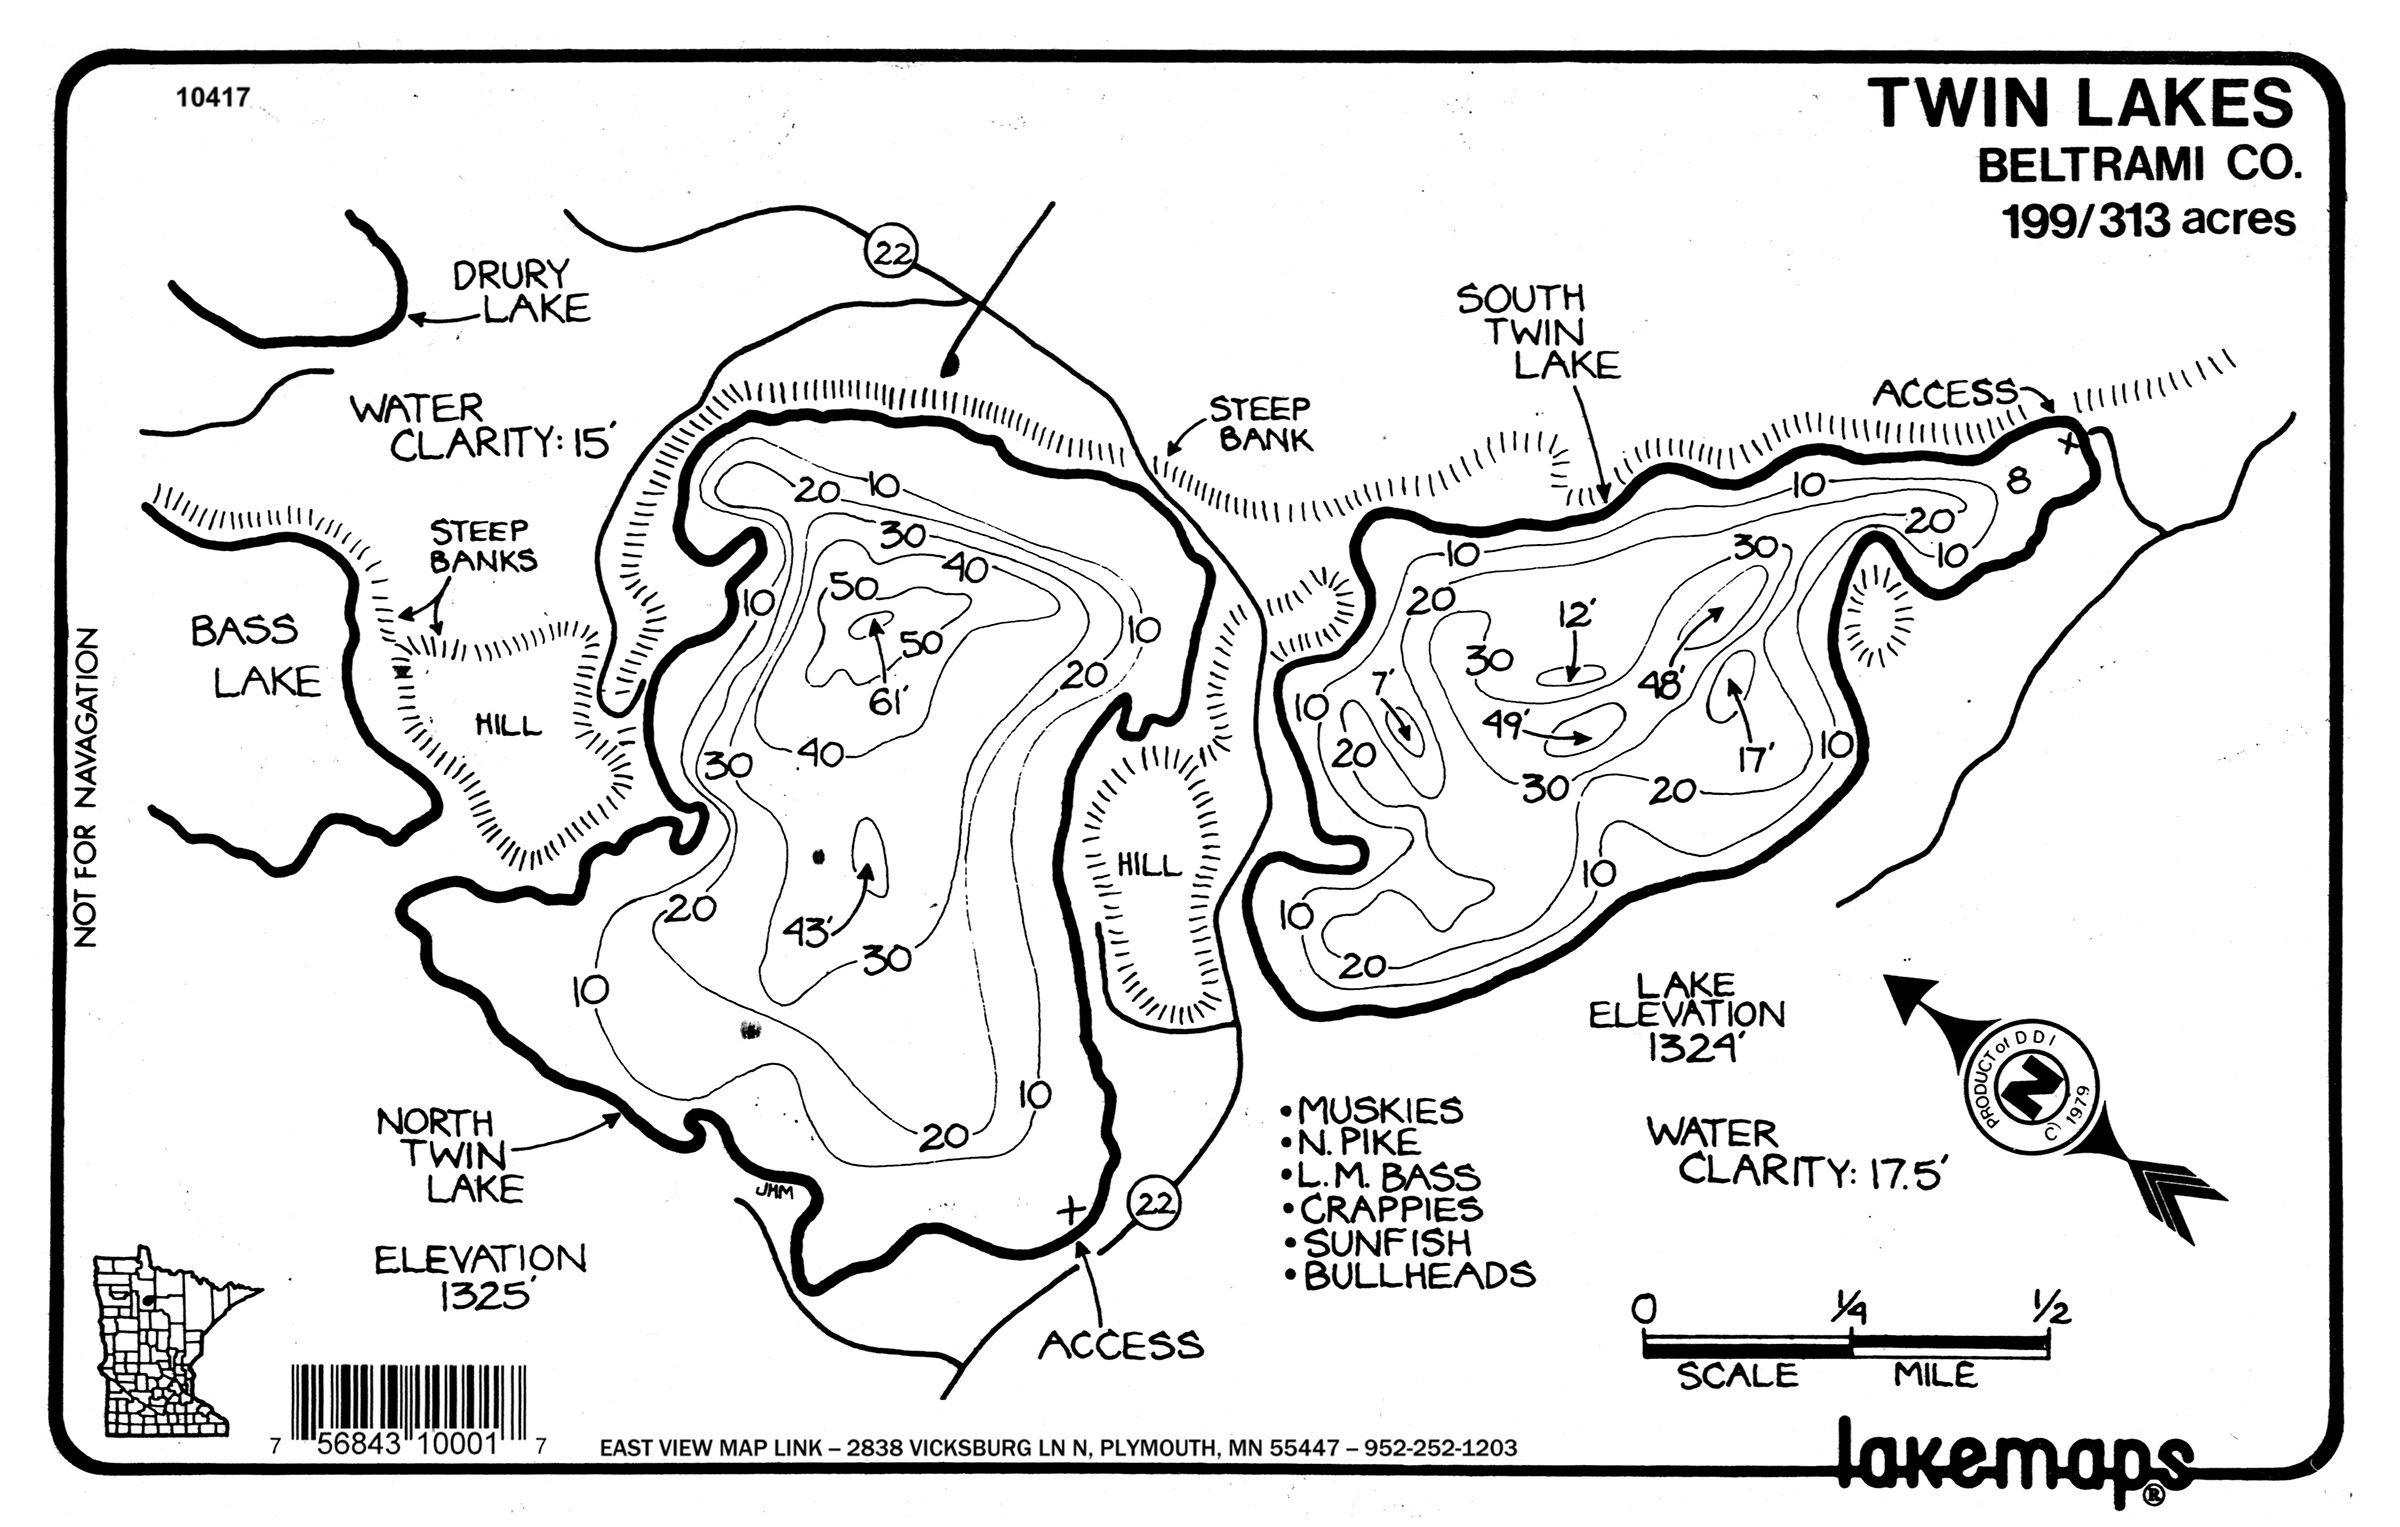 10417
TWIN LAKES
BELTRAMI CO.
199/313 acres
22
DRURY
LAKE
SOUTH
TWIN
LAKE
ACCESS
WATER
CLARITY: 15'
STEEP
BANK
STEEP
BANKS
BASS
LAKE
HILL
NOT FOR NAVAGATION
20
10
30
40
50
50
61'
10
10
20
30
40
43'
20
30
10
10
20
HILL
10
8
20
10
10
20
30
12'
30
48'
7'
49'
17'
10
20
30
20
10
10
10
20
LAKE
ELEVATION
1324'
PRODUCT of DDI
N
© 1979
NORTH
TWIN
LAKE
JHM
22
•MUSKIES
•N. PIKE
•L.M. BASS
•CRAPPIES
•SUNFISH
•BULLHEADS
WATER
CLARITY: 17.5'
ELEVATION
1325'
ACCESS
0 1/4 1/2
SCALE MILE
7 56843 10001 7
EAST VIEW MAP LINK – 2838 VICKSBURG LN N, PLYMOUTH, MN 55447 – 952-252-1203
lakemaps®